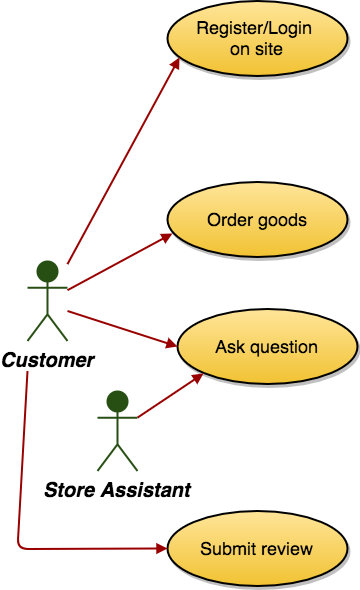 Register/Login
on site
Order goods
Ask question
Customer
Store Assistant
Submit review